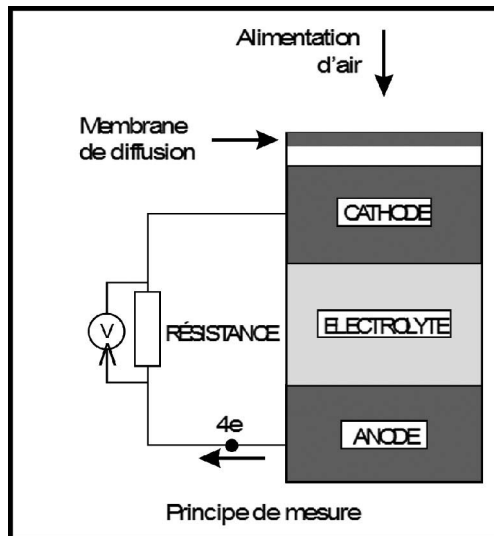 Alimentation
d'air
Membrane
de diffusion
CATHODE
V
RÉSISTANCE
ELECTROLYTE
4e
ANODE
Principe de mesure